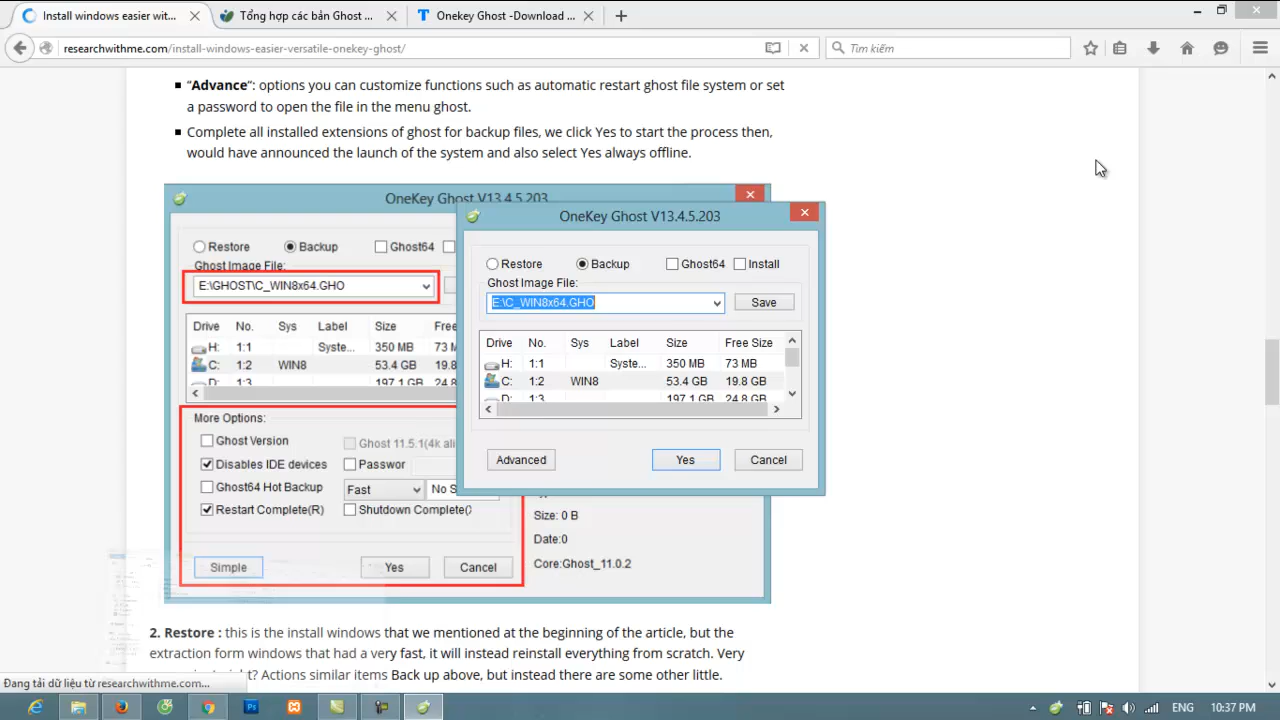 Install windows easier wit...
Tổng hợp các bản Ghost ...
Onekey Ghost -Download ...
researchwithme.com/install-windows-easier-versatile-onekey-ghost/
Tìm kiếm
"Advance": options you can customize functions such as automatic restart ghost file system or set
a password to open the file in the menu ghost.
Complete all installed extensions of ghost for backup files, we click Yes to start the process then,
would have announced the launch of the system and also select Yes always offline.
OneKey Ghost V13.4.5.203
Restore Backup Ghost64
Ghost Image File:
E:\GHOST\C_WIN8x64.GHO
Drive No. Sys Label Size Free
H: 1:1 Syste... 350 MB 73 M
C: 1:2 WIN8 53.4 GB 19.8
D: 1:3 197.1 GB 24.8
More Options:
Ghost Version Ghost 11.5.1(4k ali
Disables IDE devices Passwor
Ghost64 Hot Backup Fast No S
Restart Complete(R) Shutdown Complete(
Simple Yes Cancel
Size: 0 B
Date:0
Core:Ghost_11.0.2
OneKey Ghost V13.4.5.203
Restore Backup Ghost64 Install
Ghost Image File:
E:\C_WIN8x64.GHO Save
Drive No. Sys Label Size Free Size
H: 1:1 Syste... 350 MB 73 MB
C: 1:2 WIN8 53.4 GB 19.8 GB
D: 1:3 197.1 GB 24.8 GB
Advanced Yes Cancel
2. Restore : this is the install windows that we mentioned at the beginning of the article, but the
extraction form windows that had a very fast, it will instead reinstall everything from scratch. Very
? Actions similar items Back up above, but instead there are some other little.
Đang tải dữ liệu từ researchwithme.com...
ENG 10:37 PM